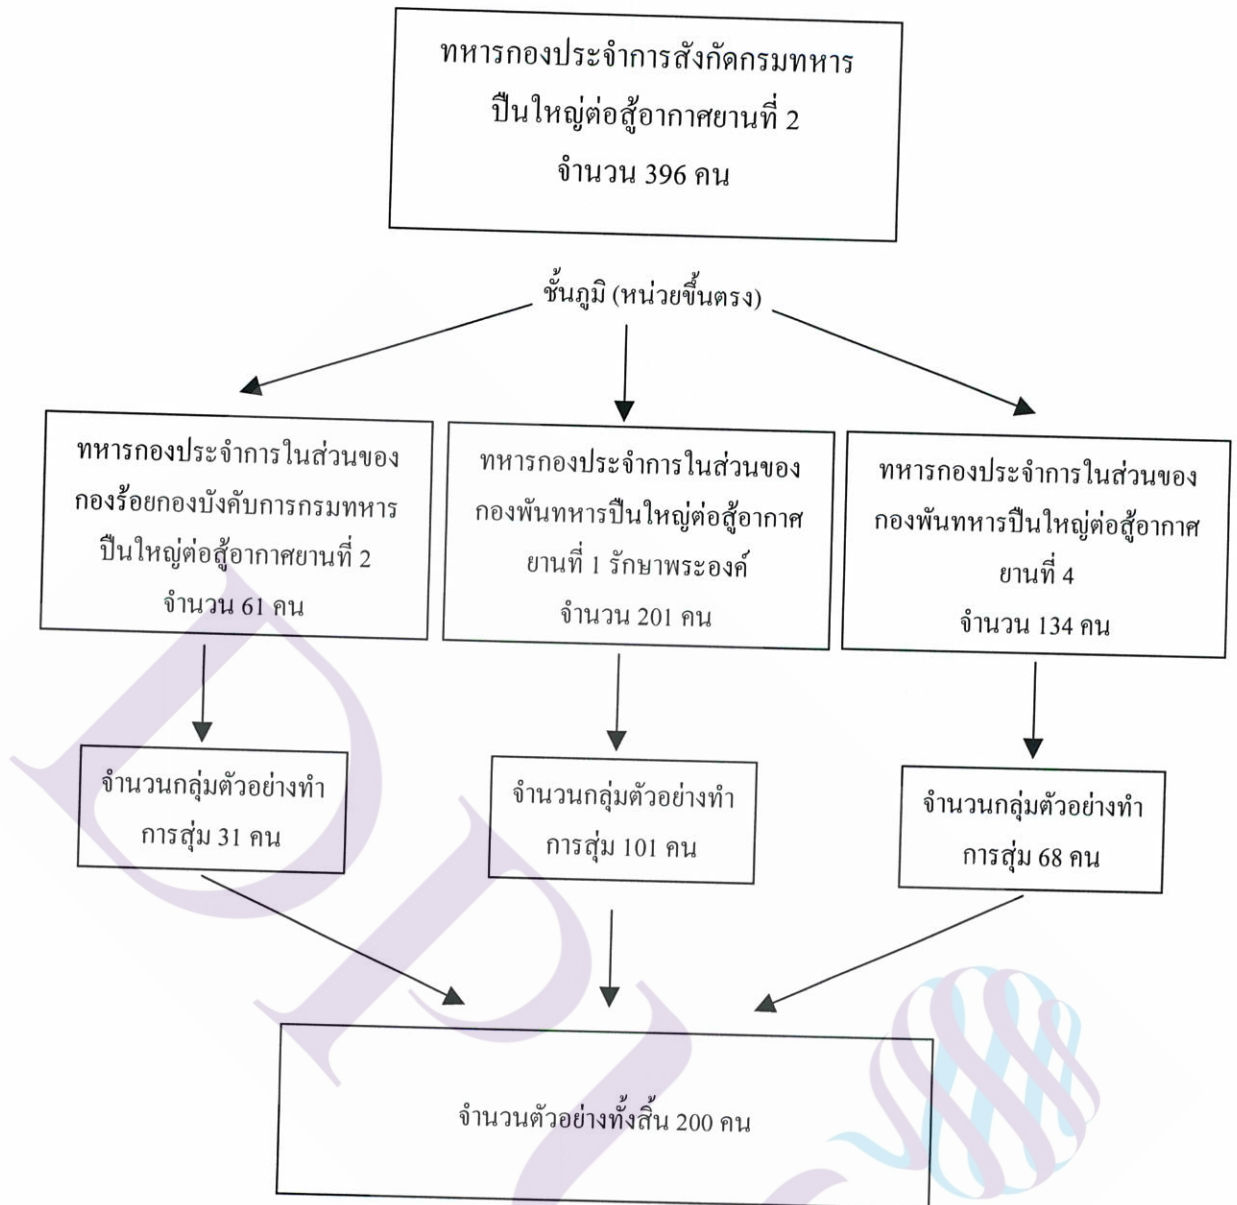 ทหารกองประจำการสังกัดกรมทหาร
ปืนใหญ่ต่อสู้อากาศยานที่ 2
จำนวน 396 คน
ชั้นภูมิ (หน่วยขึ้นตรง)
ทหารกองประจำการในส่วนของ
กองร้อยกองบังคับการกรมทหาร
ปืนใหญ่ต่อสู้อากาศยานที่ 2
จำนวน 61 คน
ทหารกองประจำการในส่วนของ
กองพันทหารปืนใหญ่ต่อสู้อากาศ
ยานที่ 1 รักษาพระองค์
จำนวน 201 คน
ทหารกองประจำการในส่วนของ
กองพันทหารปืนใหญ่ต่อสู้อากาศ
ยานที่ 4
จำนวน 134 คน
จำนวนกลุ่มตัวอย่างทำ
การสุ่ม 31 คน
จำนวนกลุ่มตัวอย่างทำ
การสุ่ม 101 คน
จำนวนกลุ่มตัวอย่างทำ
การสุ่ม 68 คน
จำนวนตัวอย่างทั้งสิ้น 200 คน